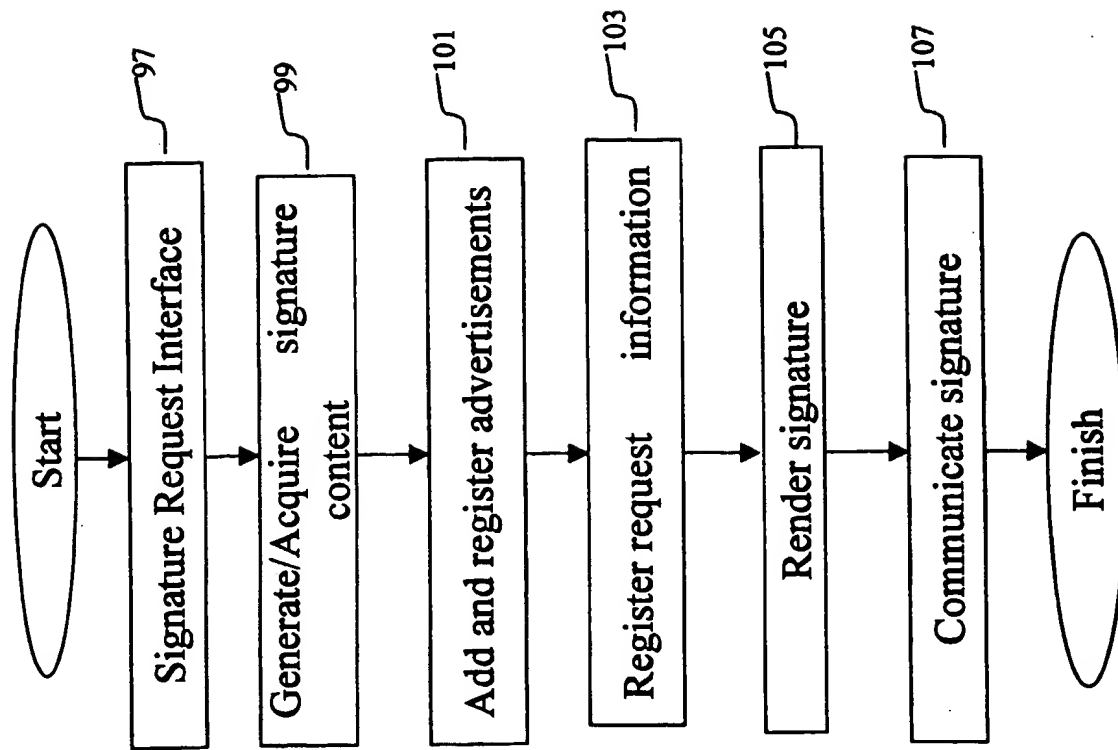 Start
Signature Request Interface
97
Generate/Acquire signature
content
99
Add and register advertisements
101
Register request information
103
Render signature
105
Communicate signature
107
Finish